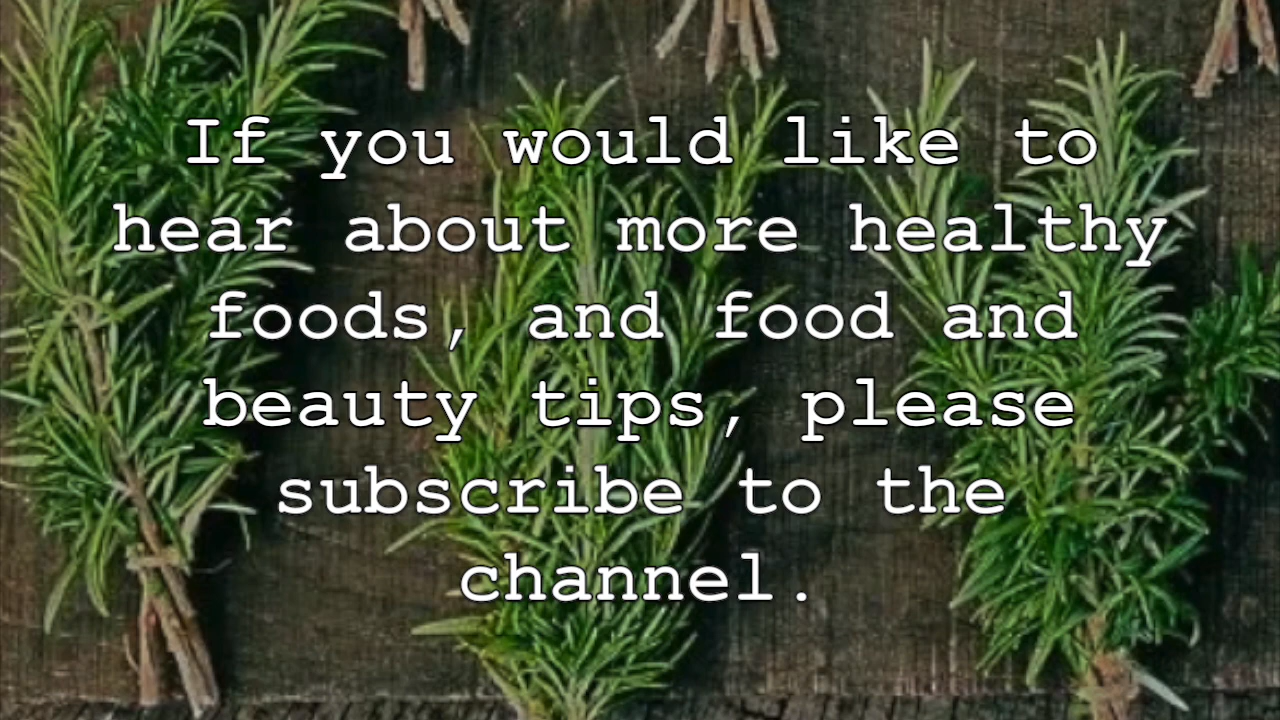 If you would like to
hear about more healthy
foods, and food and
beauty tips, please
subscribe to the
channel.